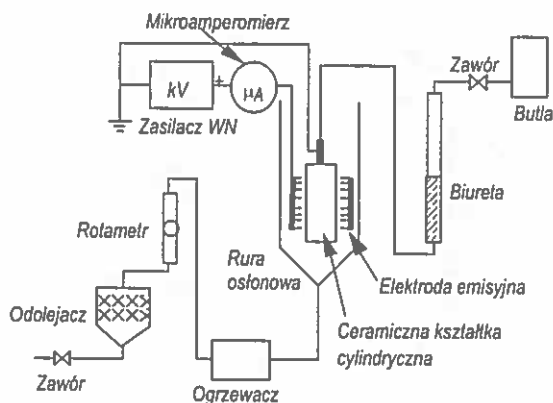 Mikroamperomierz
kV
+
μA
Zasilacz WN
Zawór
Butla
Biureta
Rotametr
Rura
osłonowa
Elektroda emisyjna
Odolejacz
Ceramiczna kształtka
cylindryczna
Zawór
Ogrzewacz